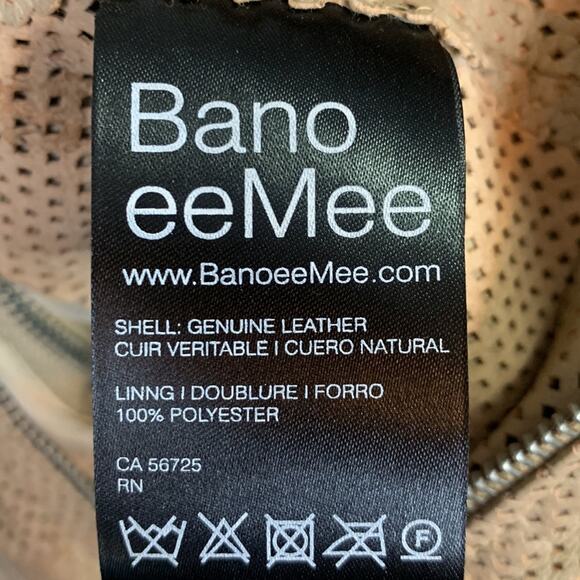 Bano
eeMee
www.BanoeeMee.com
SHELL: GENUINE LEATHER
CUIR VERITABLE I CUERO NATURAL
LINNG I DOUBLURE I FORRO
100% POLYESTER
CA 56725
RN
F